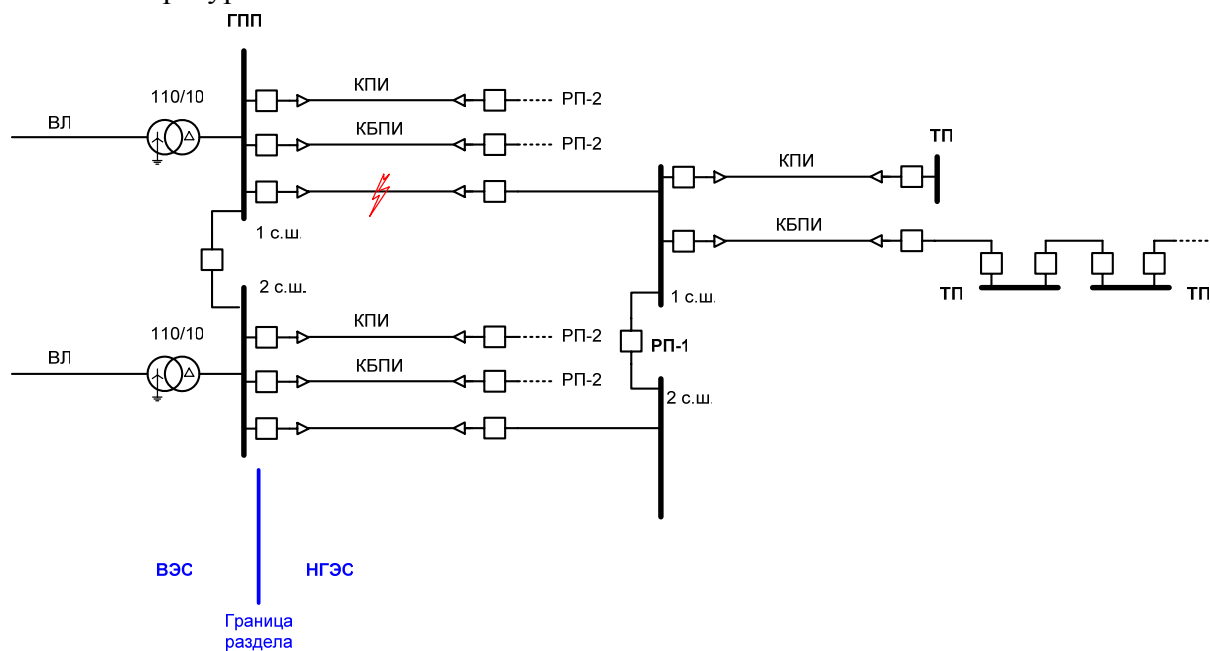 ГПП
КПИ
РП-2
110/10
ВЛ
КБПИ
РП-2
ТП
КПИ
1 с.ш.
КБПИ
2 с.ш.
ТП
ТП
1 с.ш.
КПИ
РП-2
110/10
РП-1
ВЛ
КБПИ
РП-2
2 с.ш.
ВЭС
НГЭС
Граница
раздела